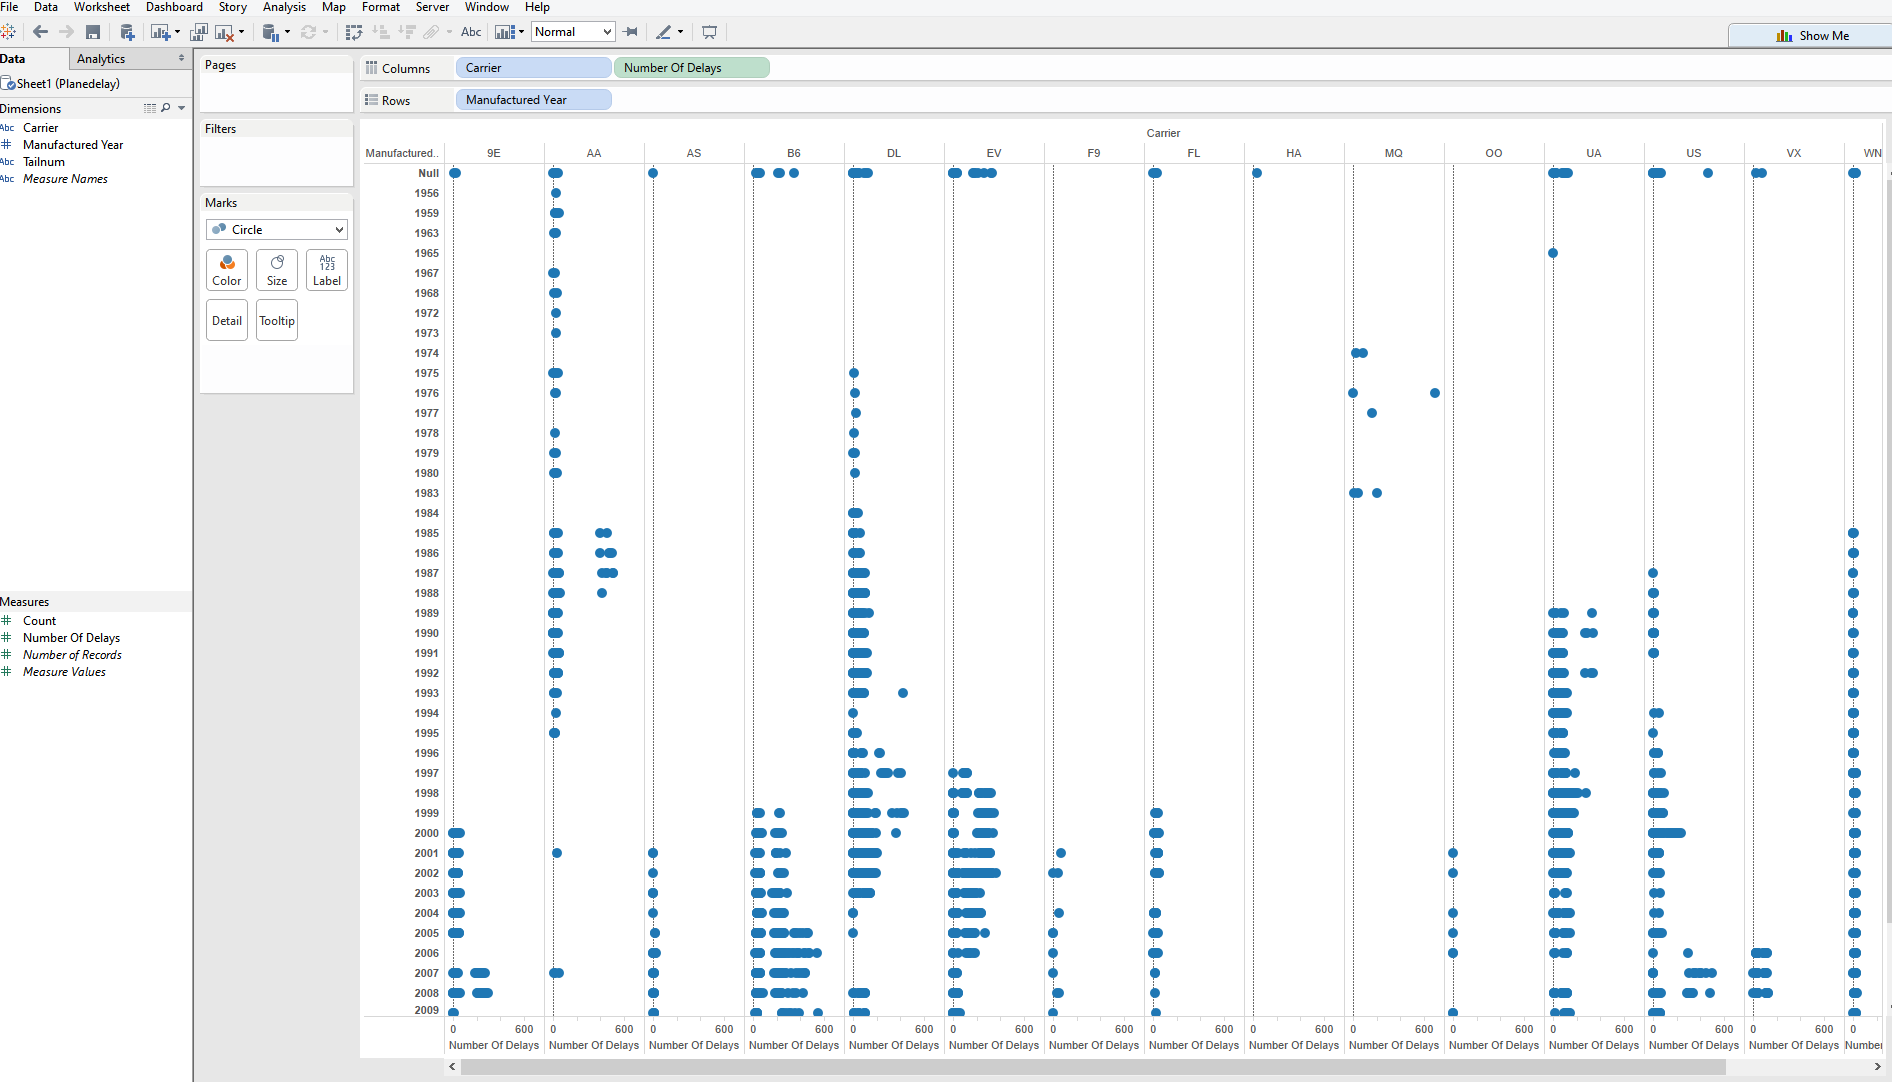 File Data Worksheet Dashboard Story Analysis Map Format Server Window Help
Abc Normal Show Me
Data Analytics
Sheet1 (Planedelay)
Dimensions
Abc Carrier
Manufactured Year
Abc Tailnum
Abc Measure Names
Measures
Count
Number Of Delays
Number of Records
Measure Values
Pages
Filters
Marks
Circle
Color Size Abc 123 Label
Detail Tooltip
Columns Carrier Number Of Delays
Rows Manufactured Year
Carrier
Manufactured.. 9E AA AS B6 DL EV F9 FL HA MQ OO UA US VX WN
Null
1956
1959
1963
1965
1967
1968
1972
1973
1974
1975
1976
1977
1978
1979
1980
1983
1984
1985
1986
1987
1988
1989
1990
1991
1992
1993
1994
1995
1996
1997
1998
1999
2000
2001
2002
2003
2004
2005
2006
2007
2008
2009
0 600 0 600 0 600 0 600 0 600 0 600 0 600 0 600 0 600 0 600 0 600 0 600 0 600 0 600 0
Number Of Delays Number Of Delays Number Of Delays Number Of Delays Number Of Delays Number Of Delays Number Of Delays Number Of Delays Number Of Delays Number Of Delays Number Of Delays Number Of Delays Number Of Delays Number Of Delays Number